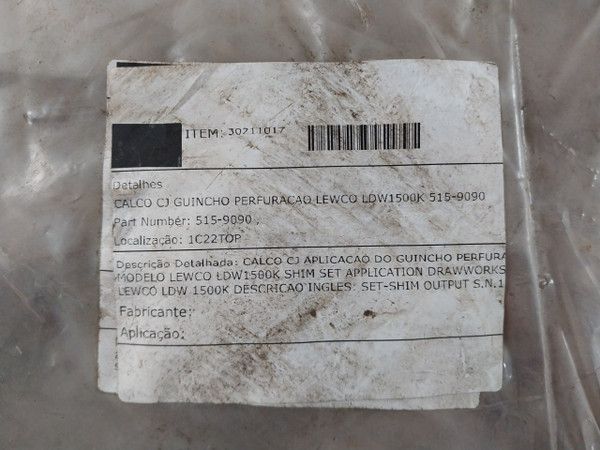 ITEM: 30711017
Detalhes
CALCO CJ GUINCHO PERFURACAO LEWCO LDW1500K 515-9090
Part Number: 515-9090
Localização: 1C22TOP
Descrição Detalhada: CALCO CJ APLICACAO DO GUINCHO PERFURA
MODELO LEWCO LDW1500K SHIM SET APPLICATION DRAWWORKS
LEWCO LDW 1500K DESCRICAO INGLES: SET-SHIM OUTPUT S.N.1
Fabricante:
Aplicação: